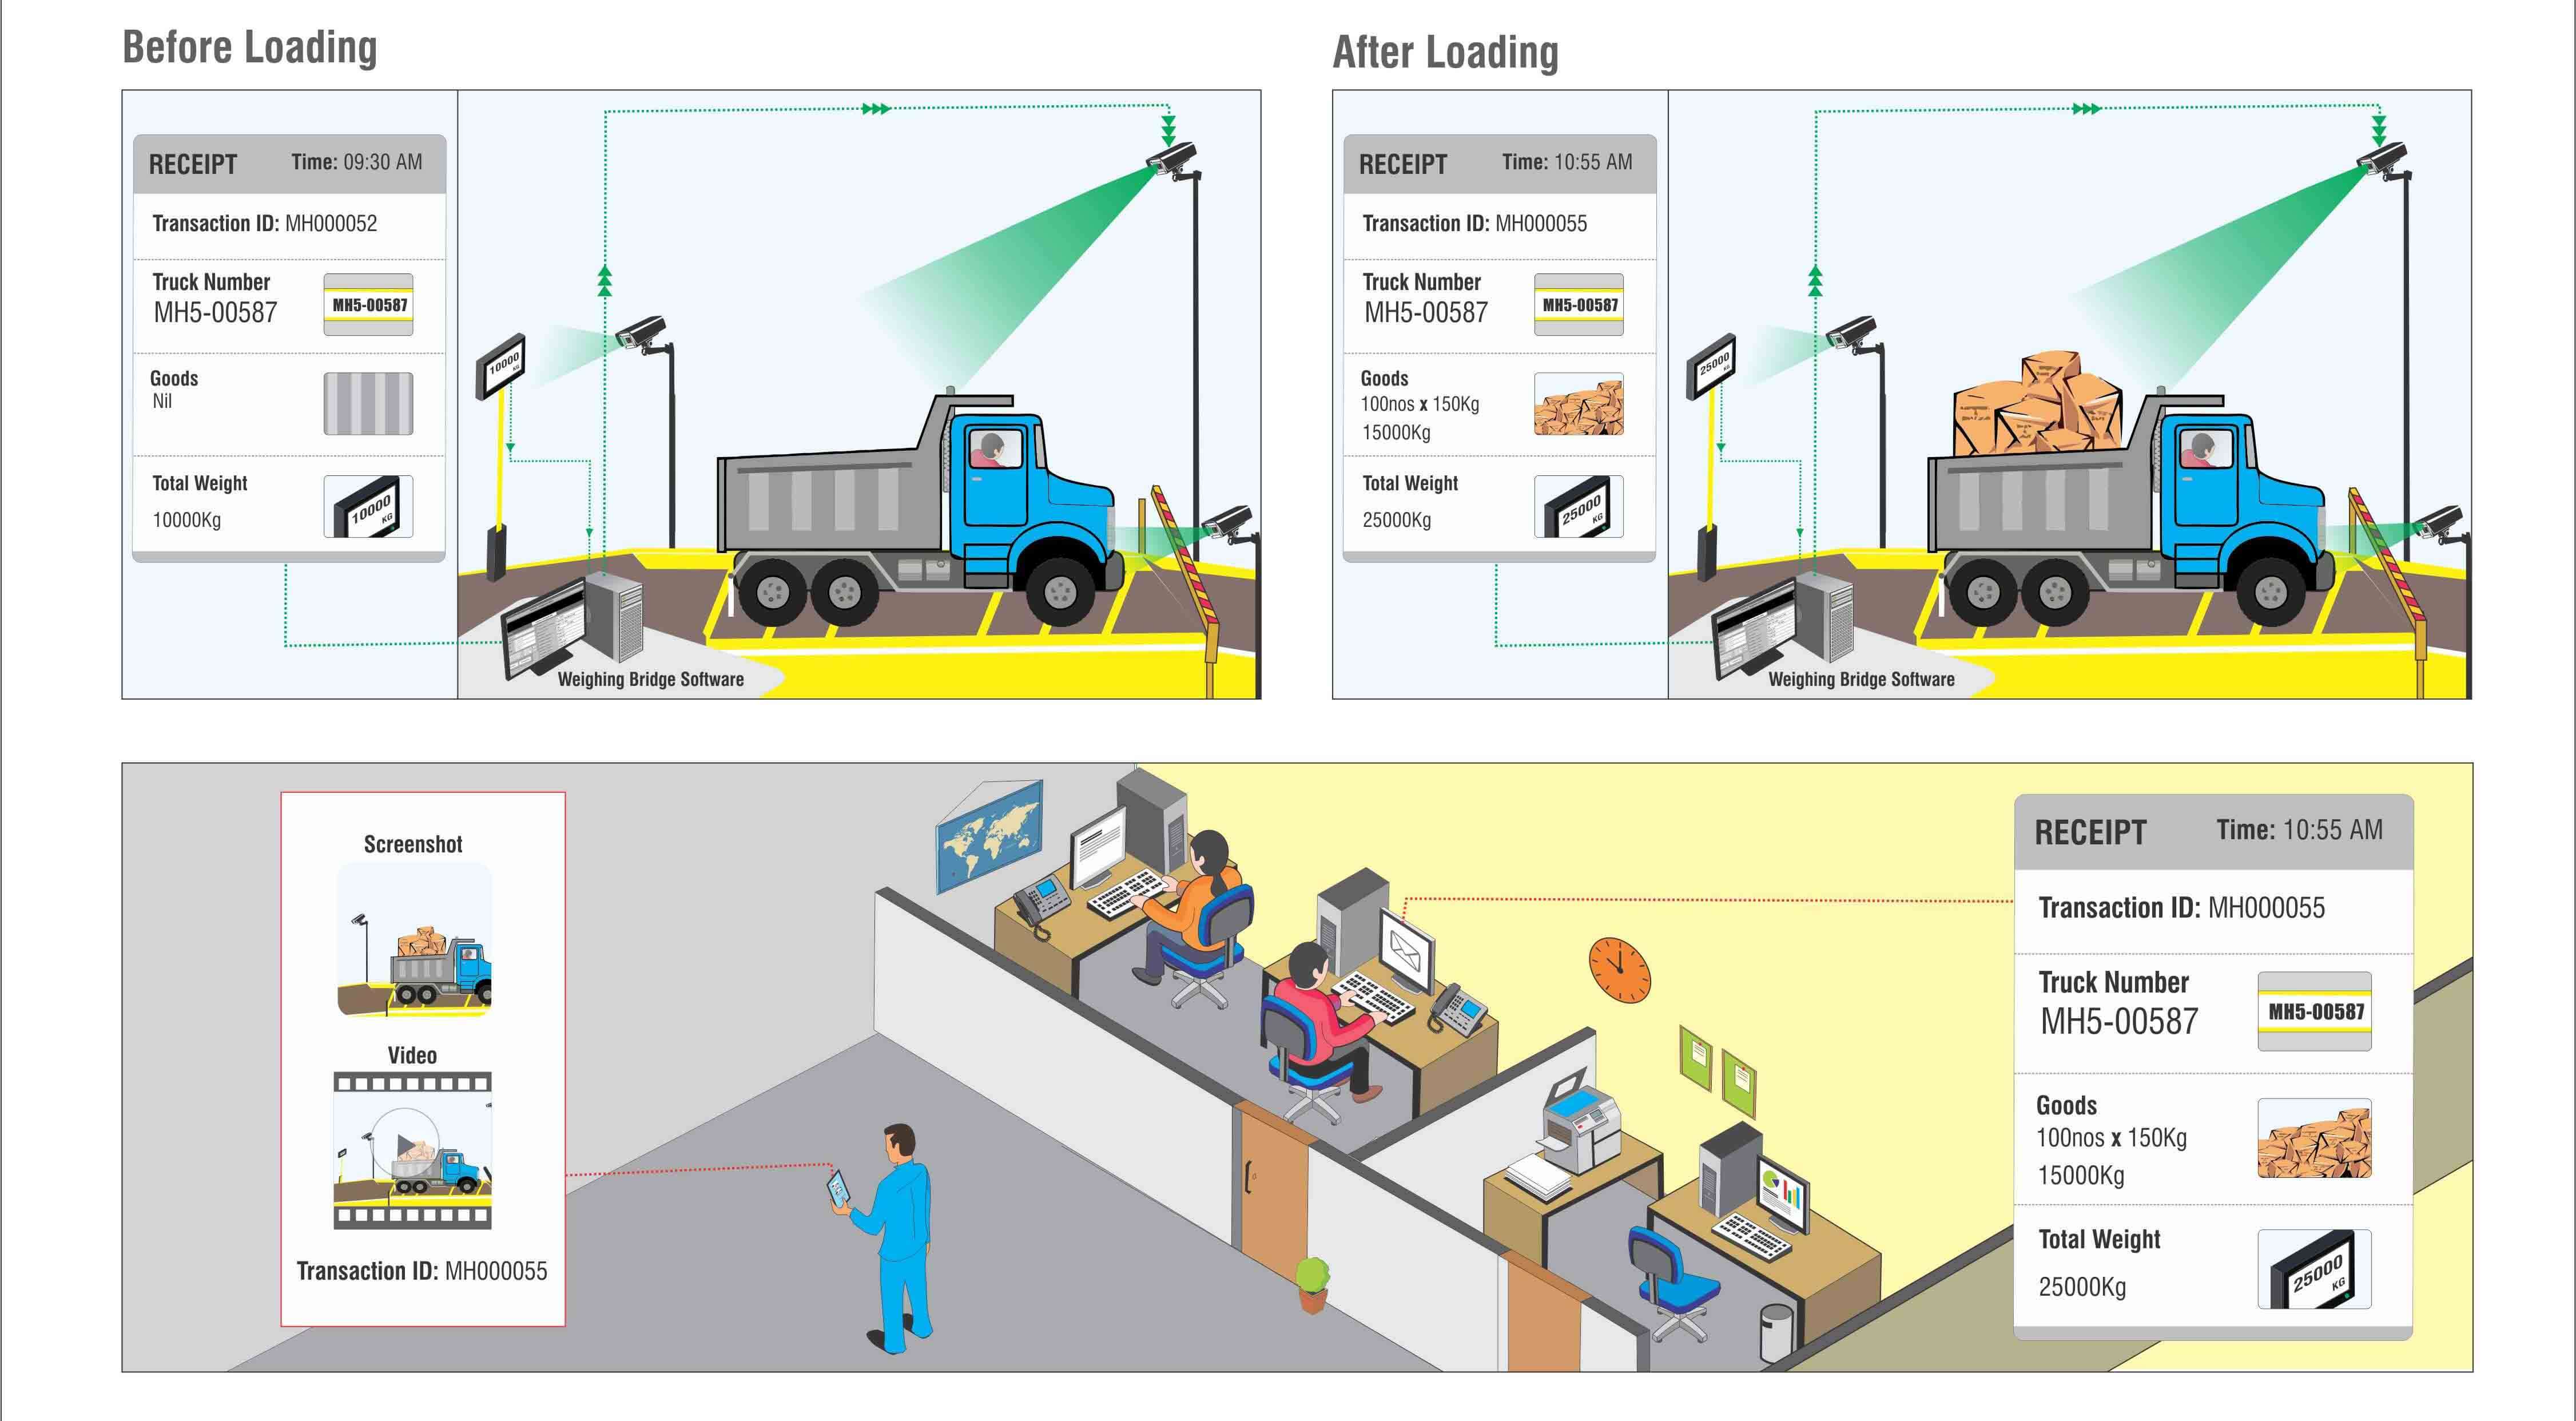 Before Loading
RECEIPT Time: 09:30 AM
Transaction ID: MH000052
Truck Number
MH5-00587
MH5-00587
Goods
Nil
Total Weight
10000Kg
10000
KG
10000
KG
Weighing Bridge Software
After Loading
RECEIPT Time: 10:55 AM
Transaction ID: MH000055
Truck Number
MH5-00587
MH5-00587
Goods
100nos x 150Kg
15000Kg
Total Weight
25000Kg
25000
KG
25000
KG
Weighing Bridge Software
Screenshot
Video
Transaction ID: MH000055
RECEIPT Time: 10:55 AM
Transaction ID: MH000055
Truck Number
MH5-00587
MH5-00587
Goods
100nos x 150Kg
15000Kg
Total Weight
25000Kg
25000
KG